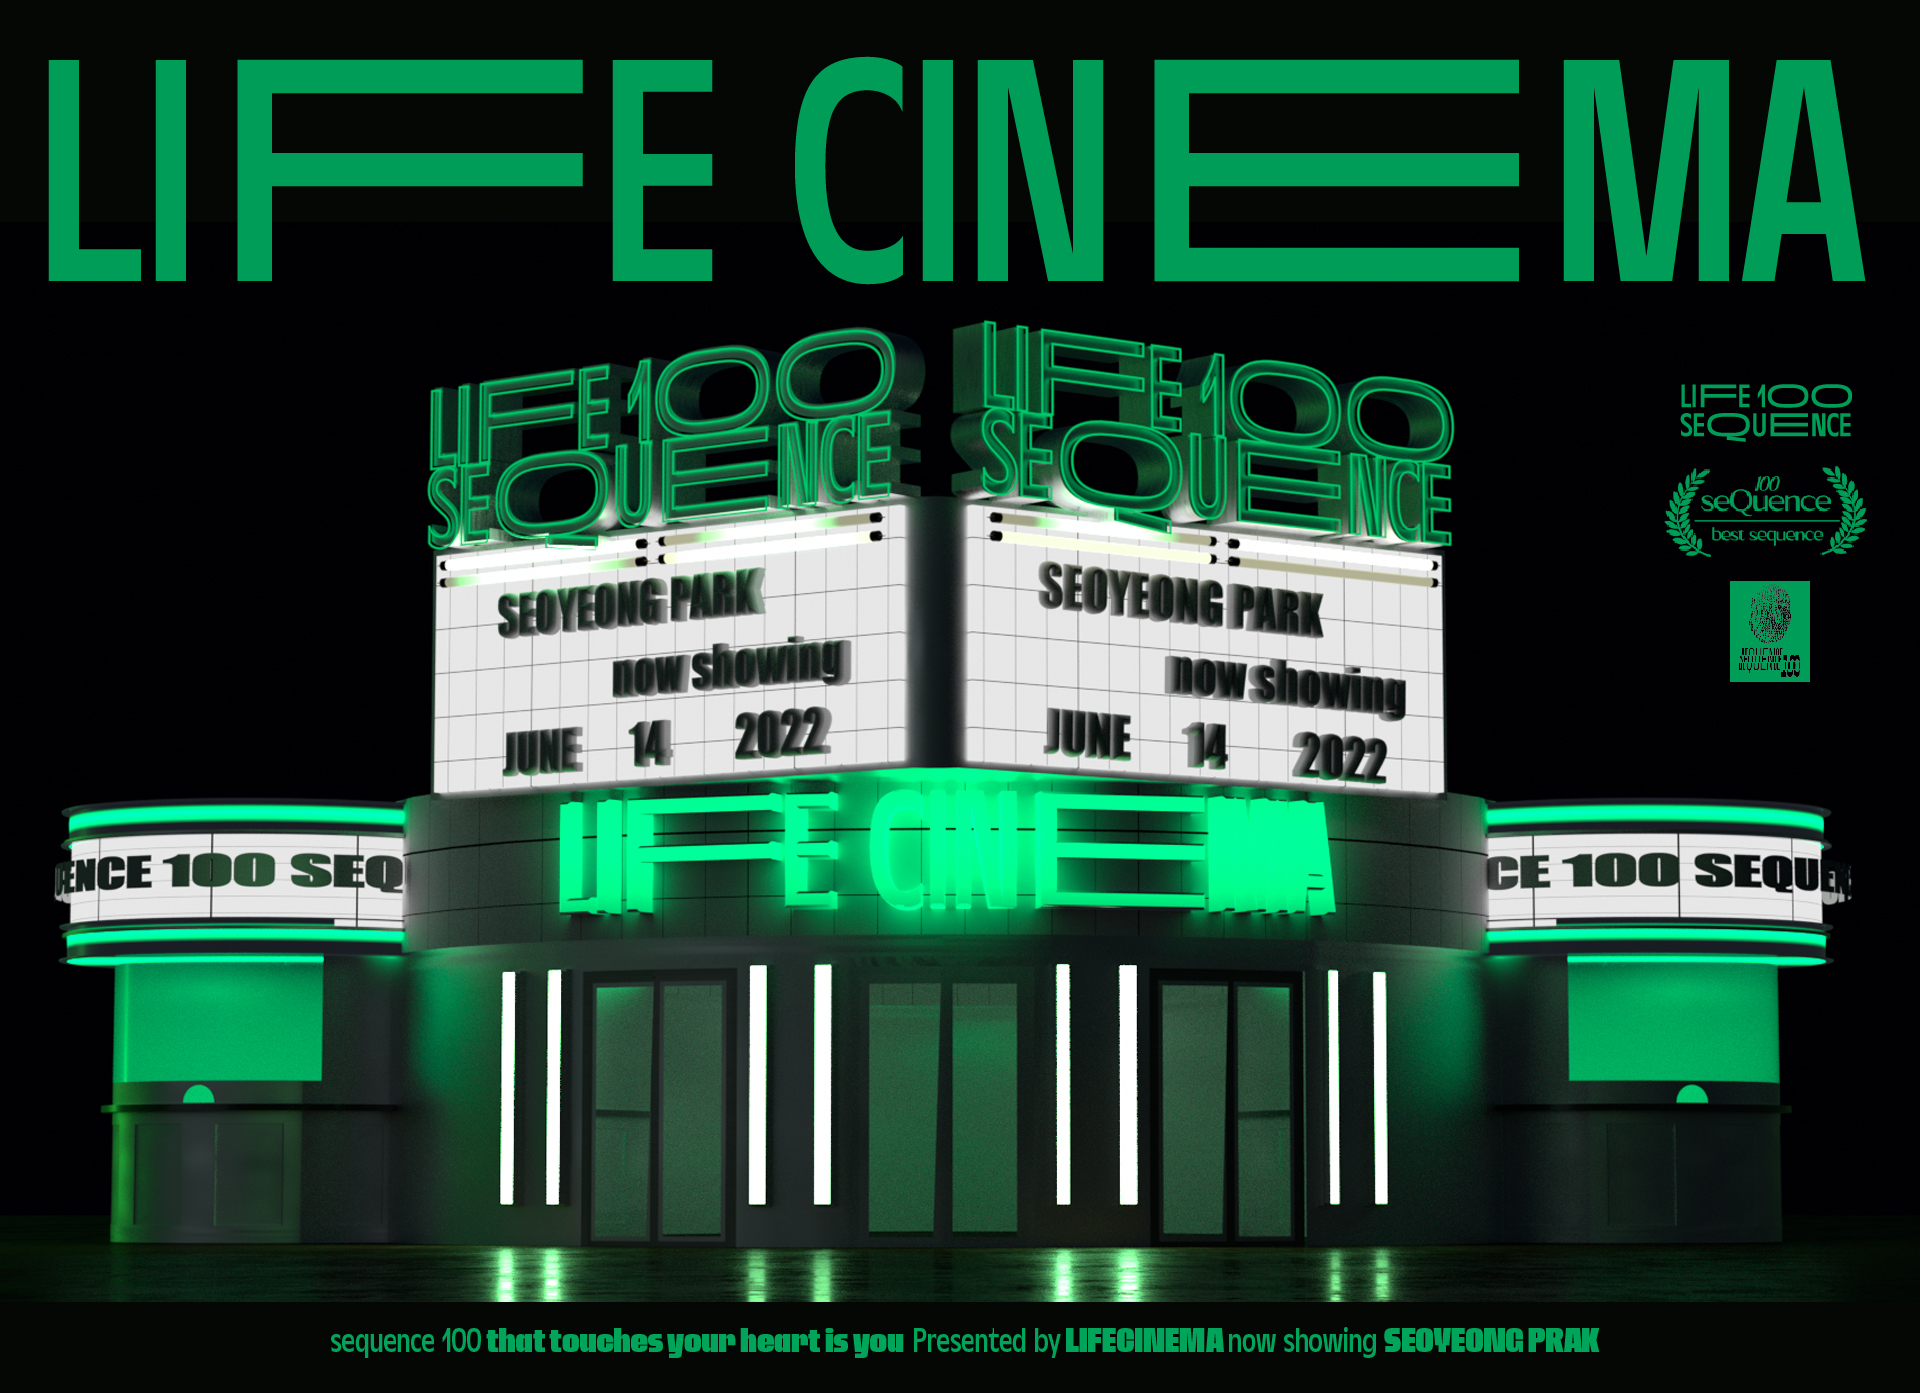 LIFE CINEMA
LIFE 100
SEQUENCE
LIFE 100
SEQUENCE
LIFE 100
SEQUENCE
100
seQuence
best sequence
SEOYEONG PARK
now showing
JUNE 14 2022
SEOYEONG PARK
now showing
JUNE 14 2022
LIFE CINEMA
UENCE 100 SEQ
CE 100 SEQUEN
sequence 100 that touches your heart is you Presented by LIFECINEMA now showing SEOYEONG PRAK